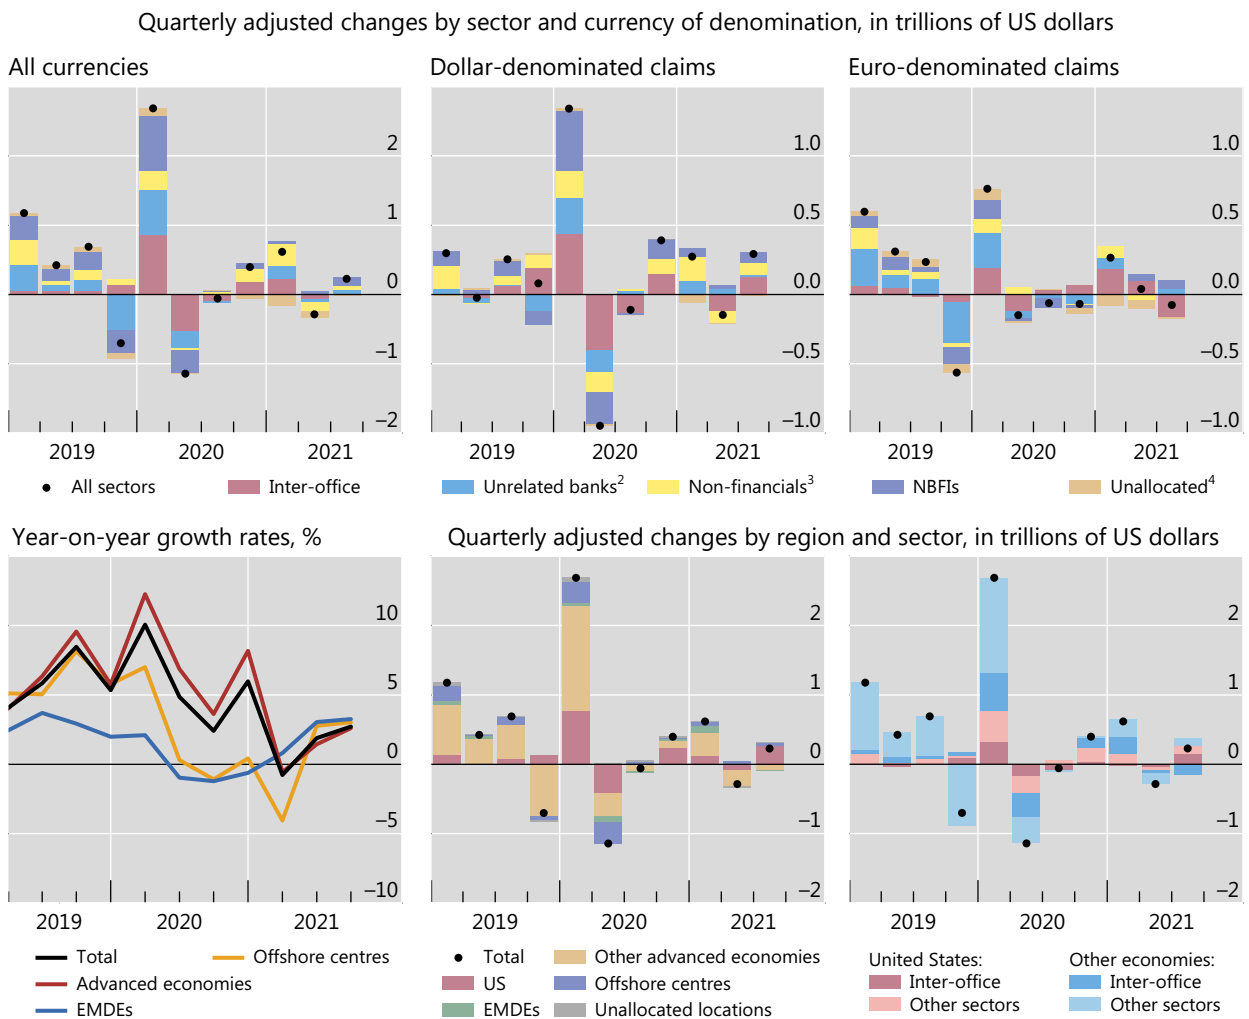 Quarterly adjusted changes by sector and currency of denomination, in trillions of US dollars
All currencies
Dollar-denominated claims
Euro-denominated claims
2
1
0
–1
–2
1.0
0.5
0.0
–0.5
–1.0
1.0
0.5
0.0
–0.5
–1.0
2019 2020 2021
2019 2020 2021
2019 2020 2021
All sectors
Inter-office
Unrelated banks²
Non-financials³
NBFIs
Unallocated⁴
Year-on-year growth rates, %
Quarterly adjusted changes by region and sector, in trillions of US dollars
10
5
0
–5
–10
2
1
0
–1
–2
2
1
0
–1
–2
2019 2020 2021
2019 2020 2021
2019 2020 2021
Total
Offshore centres
Advanced economies
EMDEs
Total
Other advanced economies
US
Offshore centres
EMDEs
Unallocated locations
United States:
Inter-office
Other sectors
Other economies:
Inter-office
Other sectors